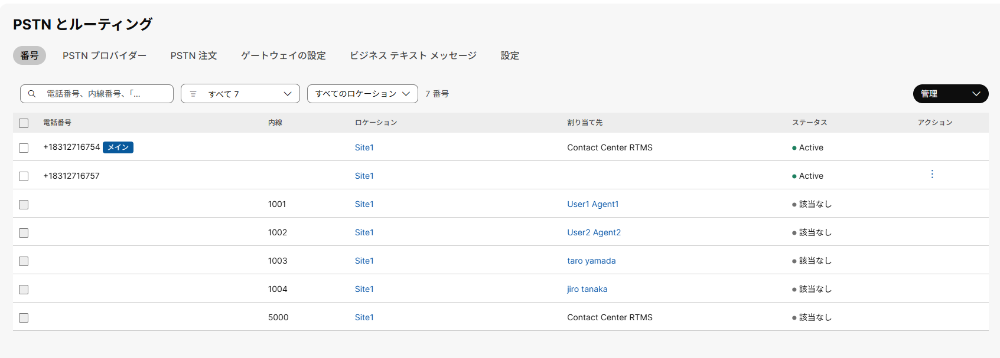 PSTN とルーティング
番号 PSTN プロバイダー PSTN 注文 ゲートウェイの設定 ビジネス テキスト メッセージ 設定
電話番号、内線番号、「... すべて 7 すべてのロケーション 7 番号 管理
電話番号 内線 ロケーション 割り当て先 ステータス アクション
+18312716754 メイン Site1 Contact Center RTMS Active
+18312716757 Site1 Active
1001 Site1 User1 Agent1 該当なし
1002 Site1 User2 Agent2 該当なし
1003 Site1 taro yamada 該当なし
1004 Site1 jiro tanaka 該当なし
5000 Site1 Contact Center RTMS 該当なし